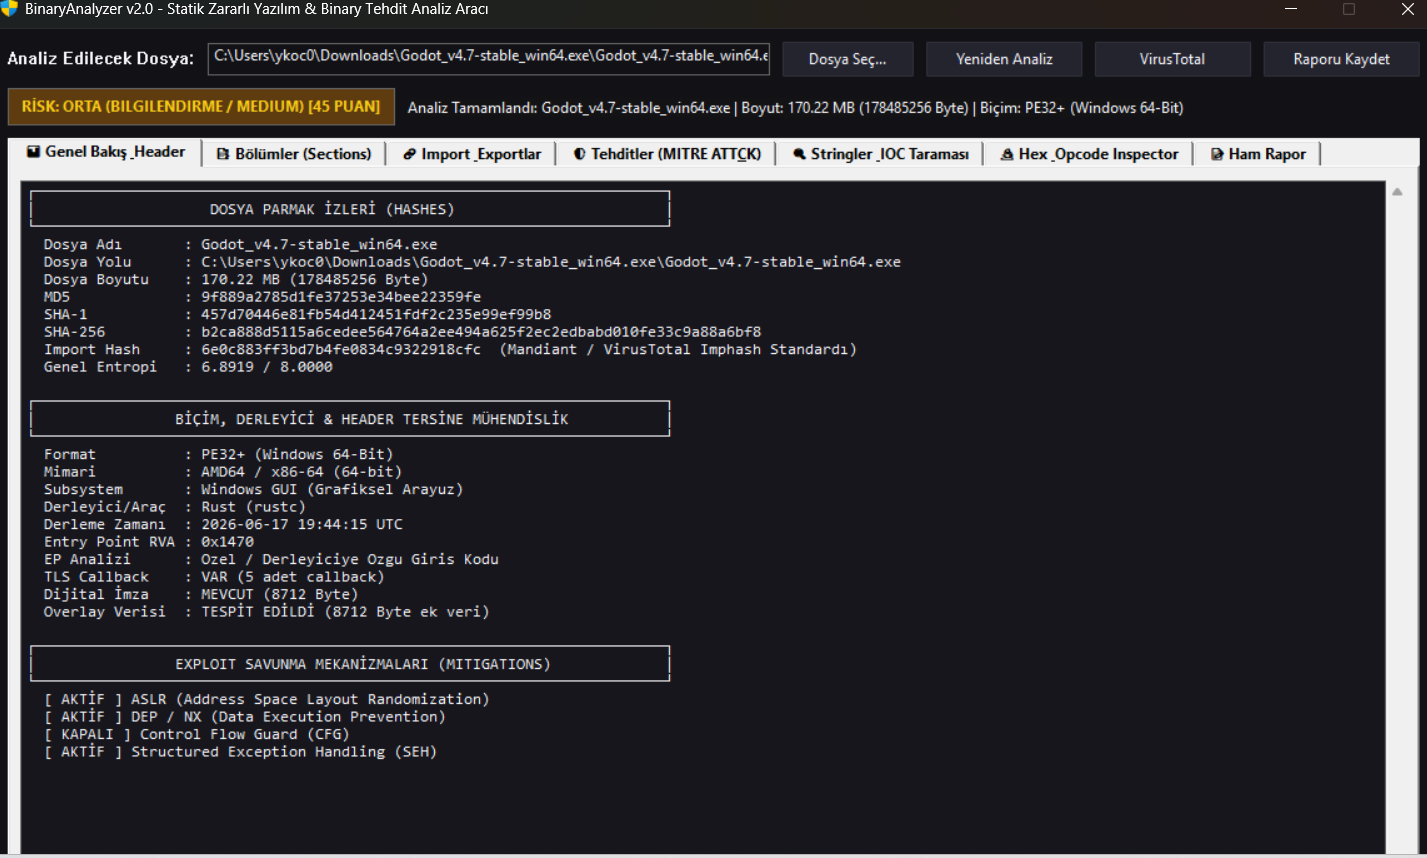 BinaryAnalyzer v2.0 - Statik Zararlı Yazılım & Binary Tehdit Analiz Aracı
Analiz Edilecek Dosya: C:\Users\ykoc0\Downloads\Godot_v4.7-stable_win64.exe\Godot_v4.7-stable_win64.e Dosya Seç... Yeniden Analiz VirusTotal Raporu Kaydet
RİSK: ORTA (BILGILENDIRME / MEDIUM) [45 PUAN] Analiz Tamamlandı: Godot_v4.7-stable_win64.exe | Boyut: 170.22 MB (178485256 Byte) | Biçim: PE32+ (Windows 64-Bit)
Genel Bakış _Header Bölümler (Sections) Import _Exportlar Tehditler (MITRE ATTCK) Stringler _IOC Taraması Hex _Opcode Inspector Ham Rapor
DOSYA PARMAK İZLERİ (HASHES)
Dosya Adı : Godot_v4.7-stable_win64.exe
Dosya Yolu : C:\Users\ykoc0\Downloads\Godot_v4.7-stable_win64.exe\Godot_v4.7-stable_win64.exe
Dosya Boyutu : 170.22 MB (178485256 Byte)
MD5 : 9f889a2785d1fe37253e34bee22359fe
SHA-1 : 457d70446e81fb54d412451fdf2c235e99ef99b8
SHA-256 : b2ca888d5115a6cedee564764a2ee494a625f2ec2edbabd010fe33c9a88a6bf8
Import Hash : 6e0c883ff3bd7b4fe0834c9322918cfc (Mandiant / VirusTotal Imphash Standardı)
Genel Entropi : 6.8919 / 8.0000
BİÇİM, DERLEYİCİ & HEADER TERSİNE MÜHENDİSLİK
Format : PE32+ (Windows 64-Bit)
Mimari : AMD64 / x86-64 (64-bit)
Subsystem : Windows GUI (Grafiksel Arayuz)
Derleyici/Araç : Rust (rustc)
Derleme Zamanı : 2026-06-17 19:44:15 UTC
Entry Point RVA : 0x1470
EP Analizi : Ozel / Derleyiciye Ozgu Giris Kodu
TLS Callback : VAR (5 adet callback)
Dijital İmza : MEVCUT (8712 Byte)
Overlay Verisi : TESPİT EDİLDİ (8712 Byte ek veri)
EXPLOIT SAVUNMA MEKANİZMALARI (MITIGATIONS)
[ AKTİF ] ASLR (Address Space Layout Randomization)
[ AKTİF ] DEP / NX (Data Execution Prevention)
[ KAPALI ] Control Flow Guard (CFG)
[ AKTİF ] Structured Exception Handling (SEH)